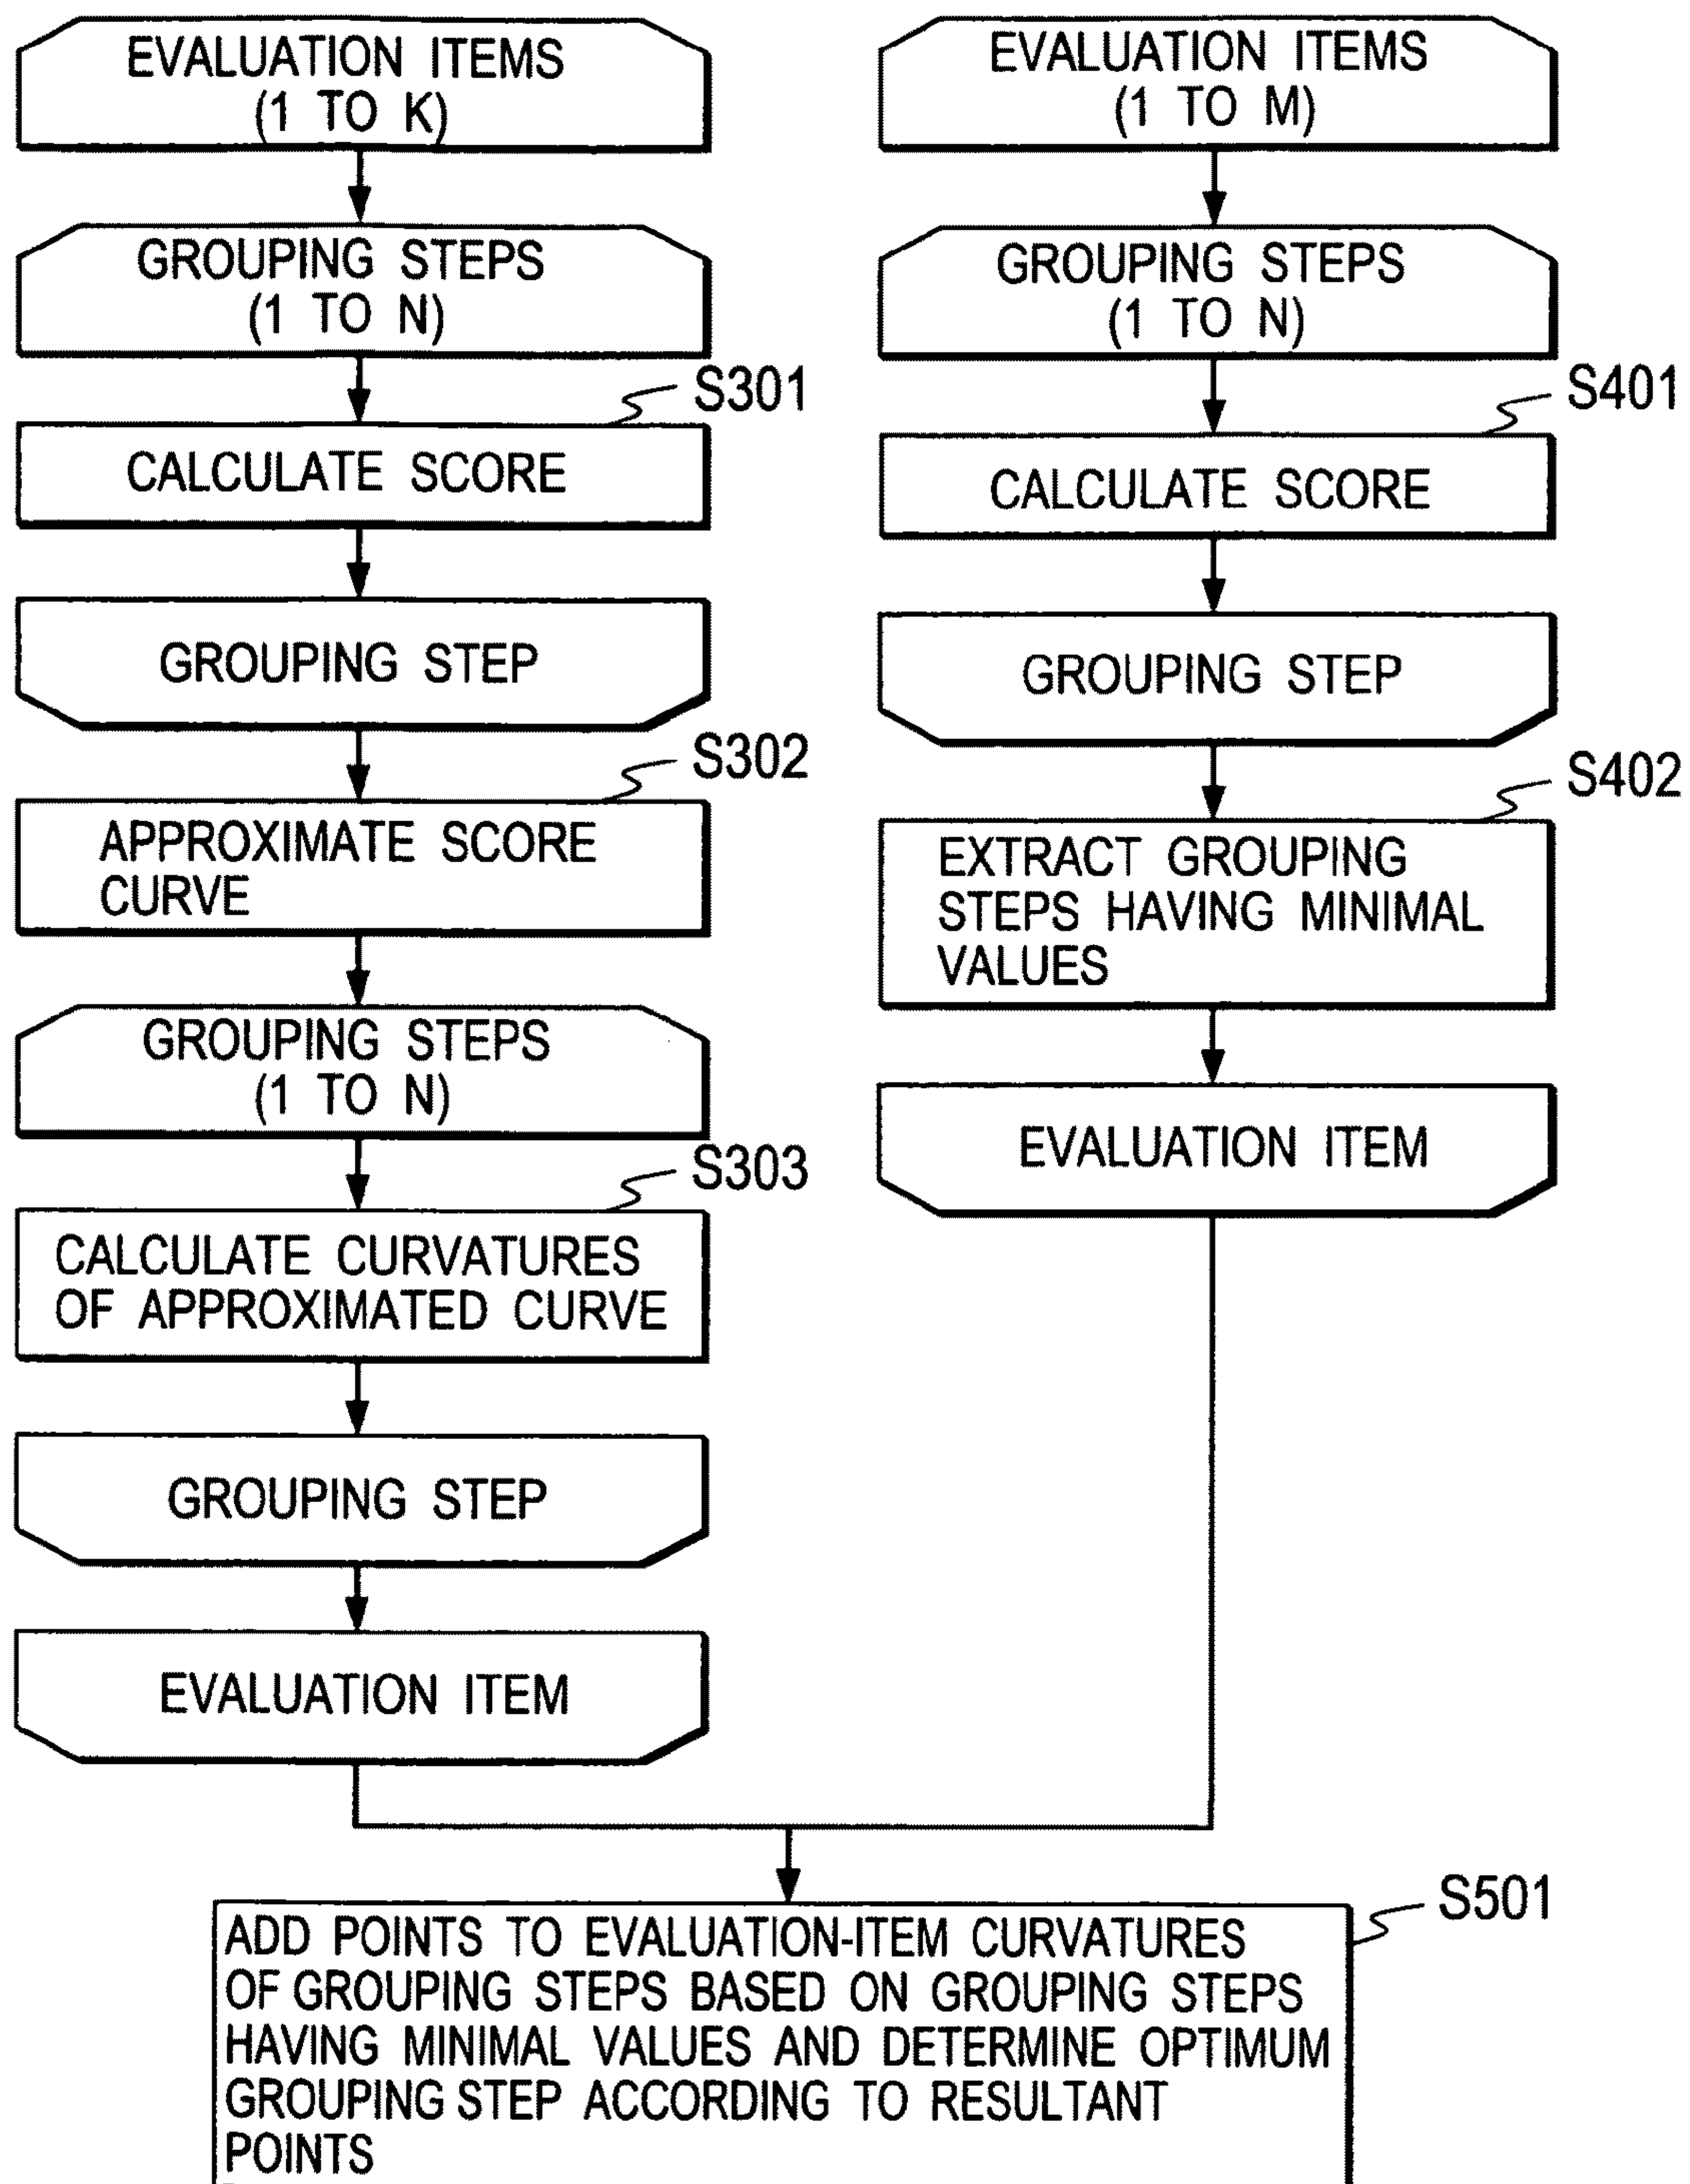 EVALUATION ITEMS
(1 TO K)
GROUPING STEPS
(1 TO N)
S301
CALCULATE SCORE
GROUPING STEP
S302
APPROXIMATE SCORE
CURVE
GROUPING STEPS
(1 TO N)
S303
CALCULATE CURVATURES
OF APPROXIMATED CURVE
GROUPING STEP
EVALUATION ITEM
EVALUATION ITEMS
(1 TO M)
GROUPING STEPS
(1 TO N)
S401
CALCULATE SCORE
GROUPING STEP
S402
EXTRACT GROUPING
STEPS HAVING MINIMAL
VALUES
EVALUATION ITEM
S501
ADD POINTS TO EVALUATION-ITEM CURVATURES
OF GROUPING STEPS BASED ON GROUPING STEPS
HAVING MINIMAL VALUES AND DETERMINE OPTIMUM
GROUPING STEP ACCORDING TO RESULTANT
POINTS